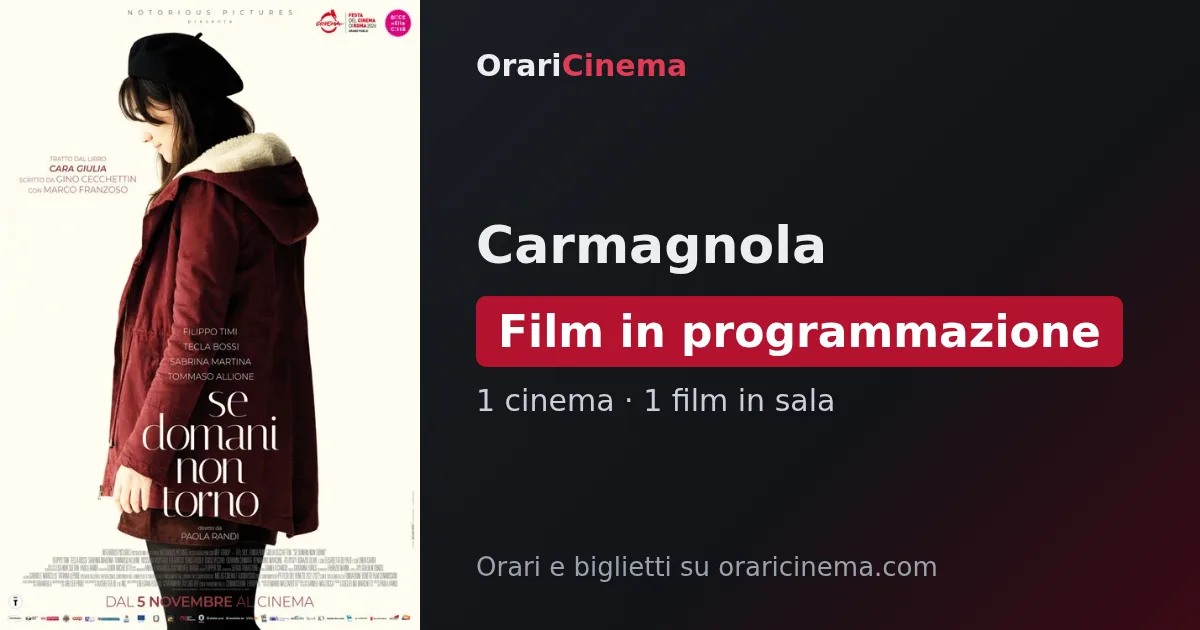 NOTORIOUS PICTURES
presenta
FESTA
DEL CINEMA
DI ROMA 2026
TRATTO DAL LIBRO
CARA GIULIA
SCRITTO DA GINO CECCHETTIN
CON MARCO FRANZOSO
FILIPPO TIMI
TECLA BOSSI
SABRINA MARTINA
TOMMASO ALLIONE
se
domani
non
torno
diretto da
PAOLA RANDI
DAL 5 NOVEMBRE AL CINEMA
OrariCinema
Carmagnola
Film in programmazione
1 cinema · 1 film in sala
Orari e biglietti su oraricinema.com